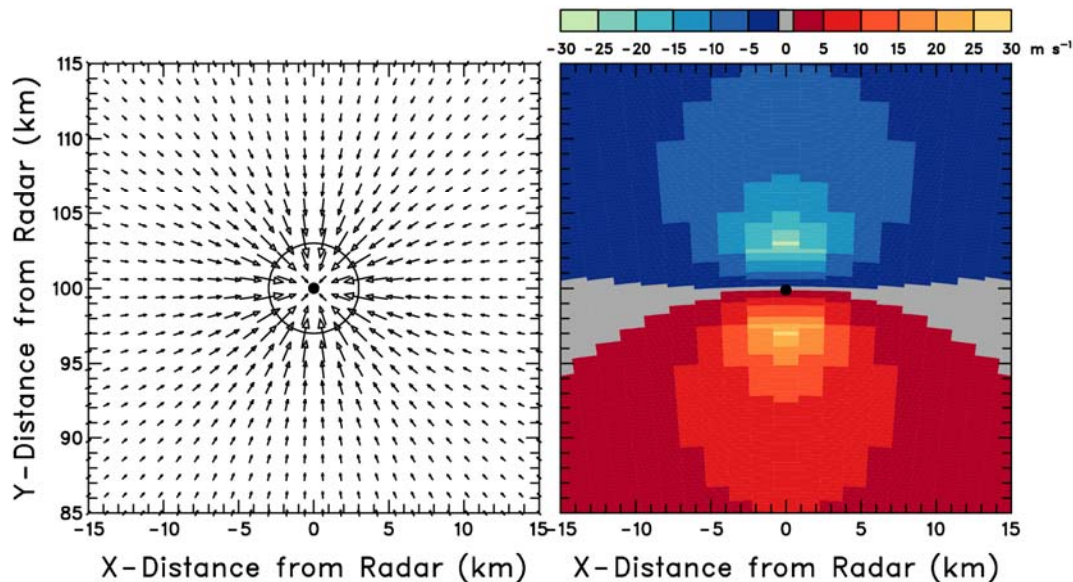 -30 -25 -20 -15 -10 -5 -1 0 1 5 10 15 20 25 30 m s⁻¹
115
110
105
100
95
90
85
Y-Distance from Radar (km)
-15 -10 -5 0 5 10 15
-15 -10 -5 0 5 10 15
X-Distance from Radar (km) X-Distance from Radar (km)